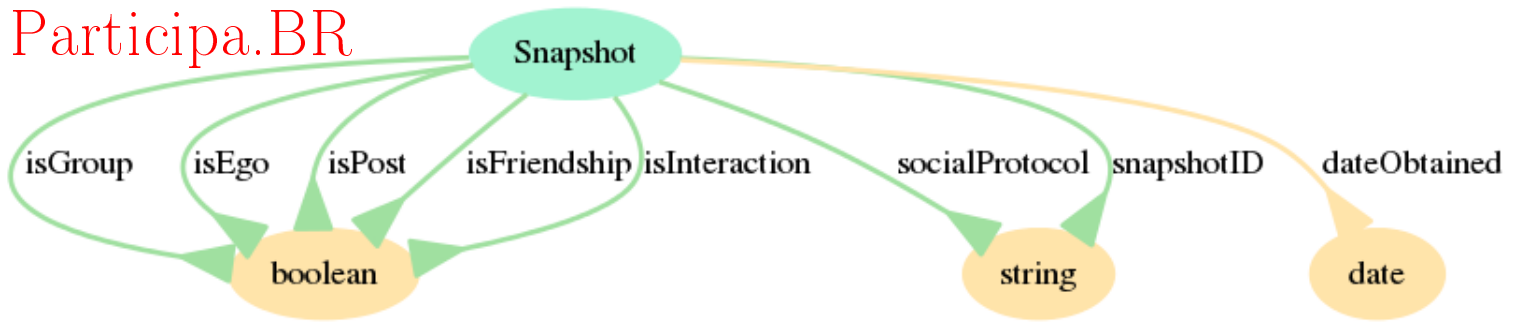 Participa.BR
Snapshot
isGroup
isEgo
isPost
isFriendship
isInteraction
socialProtocol
snapshotID
dateObtained
boolean
string
date